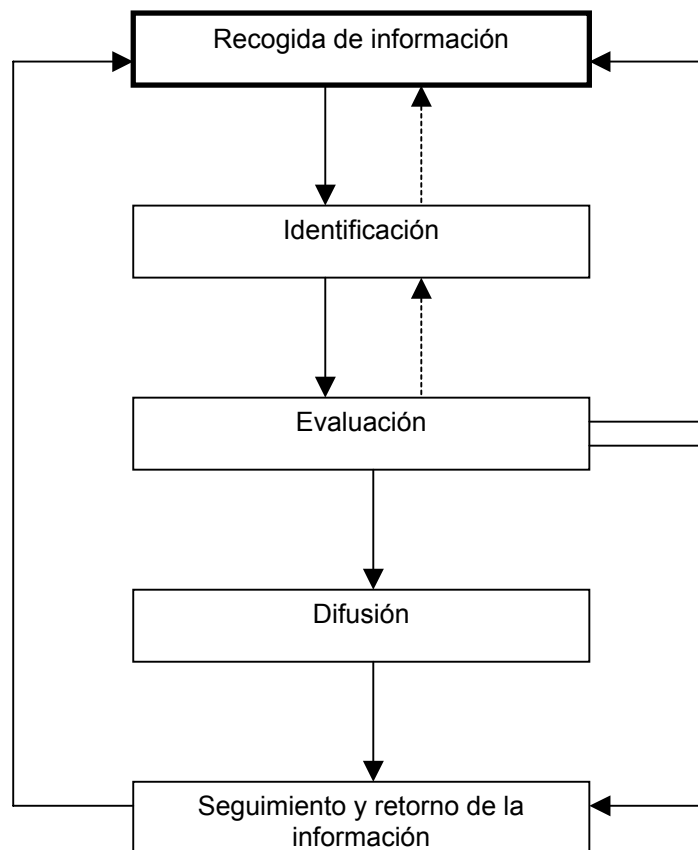 Recogida de información
Identificación
Evaluación
Difusión
Seguimiento y retorno de la
información